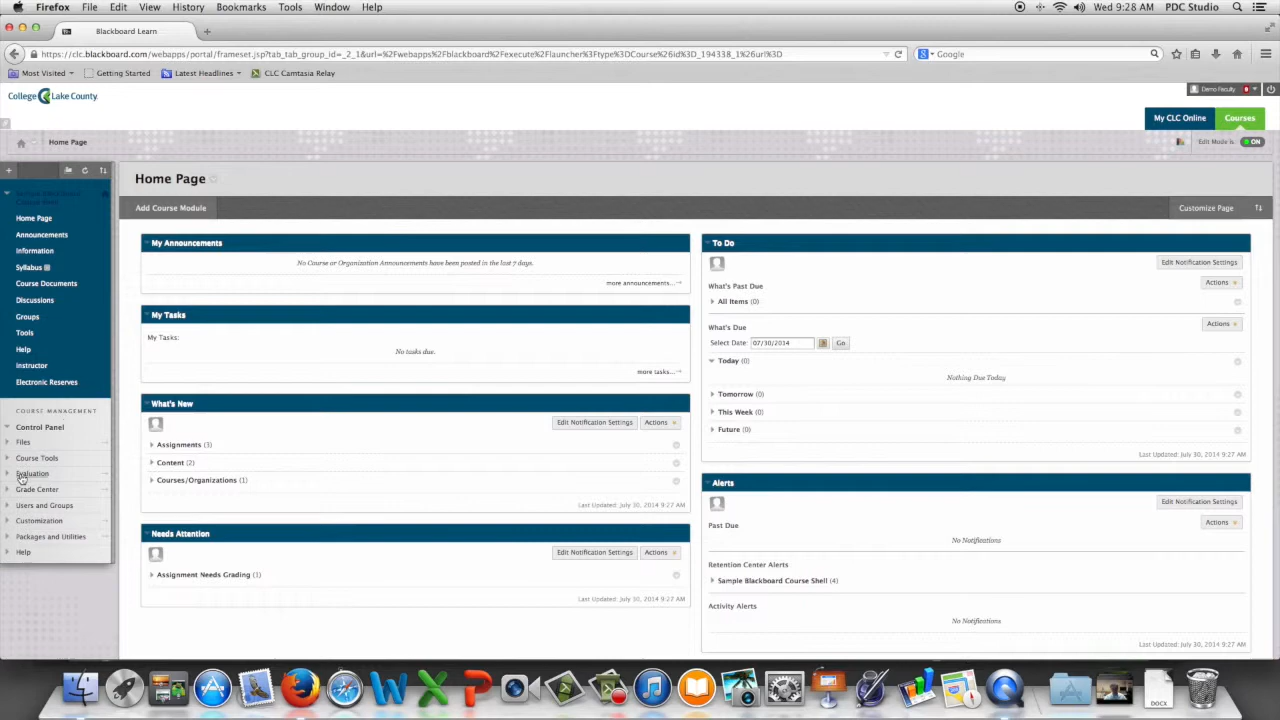 Firefox File Edit View History Bookmarks Tools Window Help Wed 9:28 AM PDC Studio
Blackboard Learn
https://clc.blackboard.com/webapps/portal/frameset.jsp?tab_tab_group_id=_2_1&url=%2Fwebapps%2Fblackboard%2Fexecute%2Flauncher%3Ftype%3DCourse%26id%3D_194338_1%26url%3D Google
Most Visited Getting Started Latest Headlines CLC Camtasia Relay
College Lake County
Demo Faculty
My CLC Online Courses
Home Page
Edit Mode is: ON
Home Page
Add Course Module
Customize Page
Home Page
Announcements
Information
Syllabus
Course Documents
Discussions
Groups
Tools
Help
Instructor
Electronic Reserves
COURSE MANAGEMENT
Control Panel
Files
Course Tools
Evaluation
Grade Center
Users and Groups
Customization
Packages and Utilities
Help
My Announcements
No Course or Organization Announcements have been posted in the last 7 days.
more announcements...
My Tasks
My Tasks:
No tasks due.
more tasks...
What's New
Edit Notification Settings Actions
Assignments (3)
Content (2)
Courses/Organizations (1)
Last Updated: July 30, 2014 9:27 AM
Needs Attention
Edit Notification Settings Actions
Assignment Needs Grading (1)
Last Updated: July 30, 2014 9:27 AM
To Do
Edit Notification Settings
What's Past Due
Actions
All Items (0)
What's Due
Actions
Select Date: 07/30/2014 Go
Today (0)
Nothing Due Today
Tomorrow (0)
This Week (0)
Future (0)
Last Updated: July 30, 2014 9:27 AM
Alerts
Edit Notification Settings
Past Due
Actions
No Notifications
Retention Center Alerts
Sample Blackboard Course Shell (4)
Activity Alerts
No Notifications
Last Updated: July 30, 2014 9:27 AM
DOCX